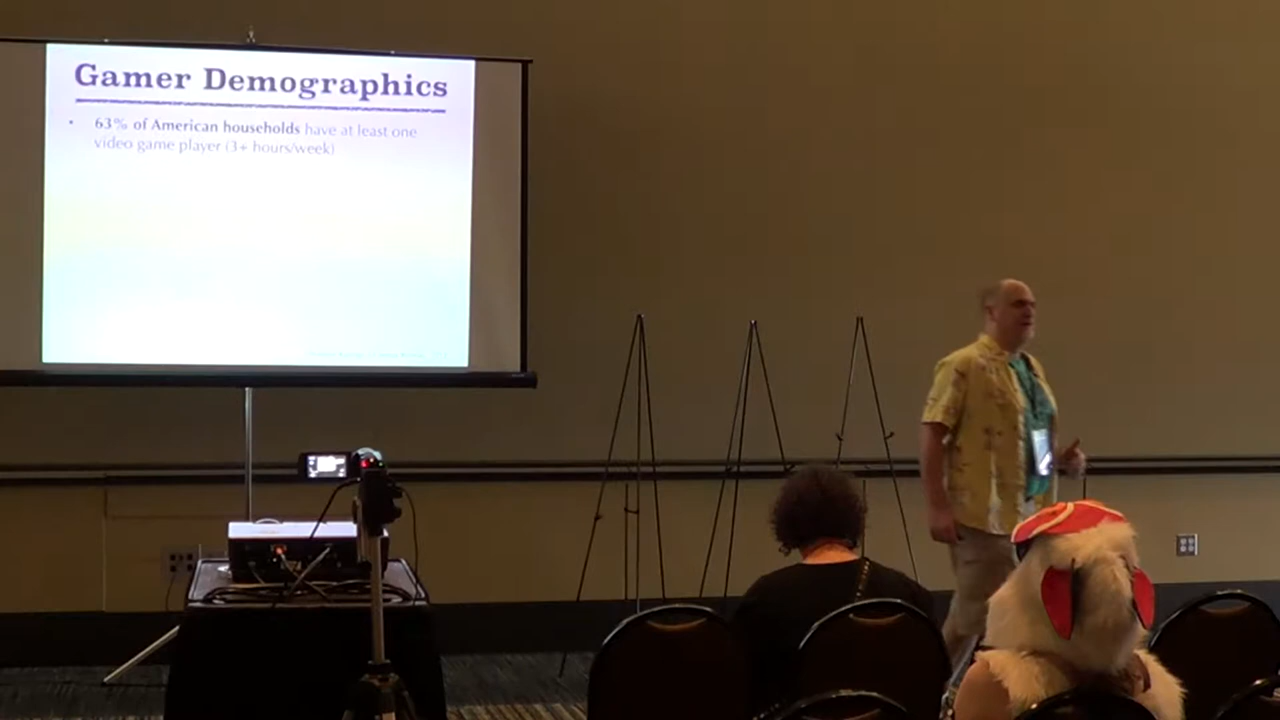 Gamer Demographics
• 63% of American households have at least one
video game player (3+ hours/week)